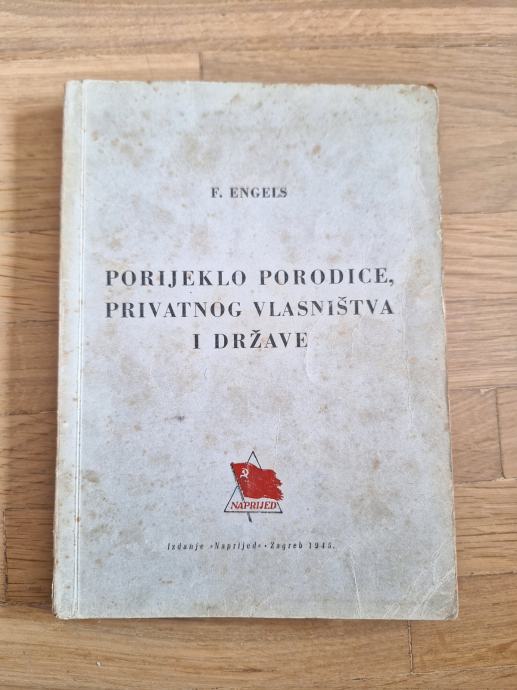 F. ENGELS
PORIJEKLO PORODICE,
PRIVATNOG VLASNIŠTVA
I DRŽAVE
NAPRIJED
Izdanje »Naprijed« • Zagreb 1945.